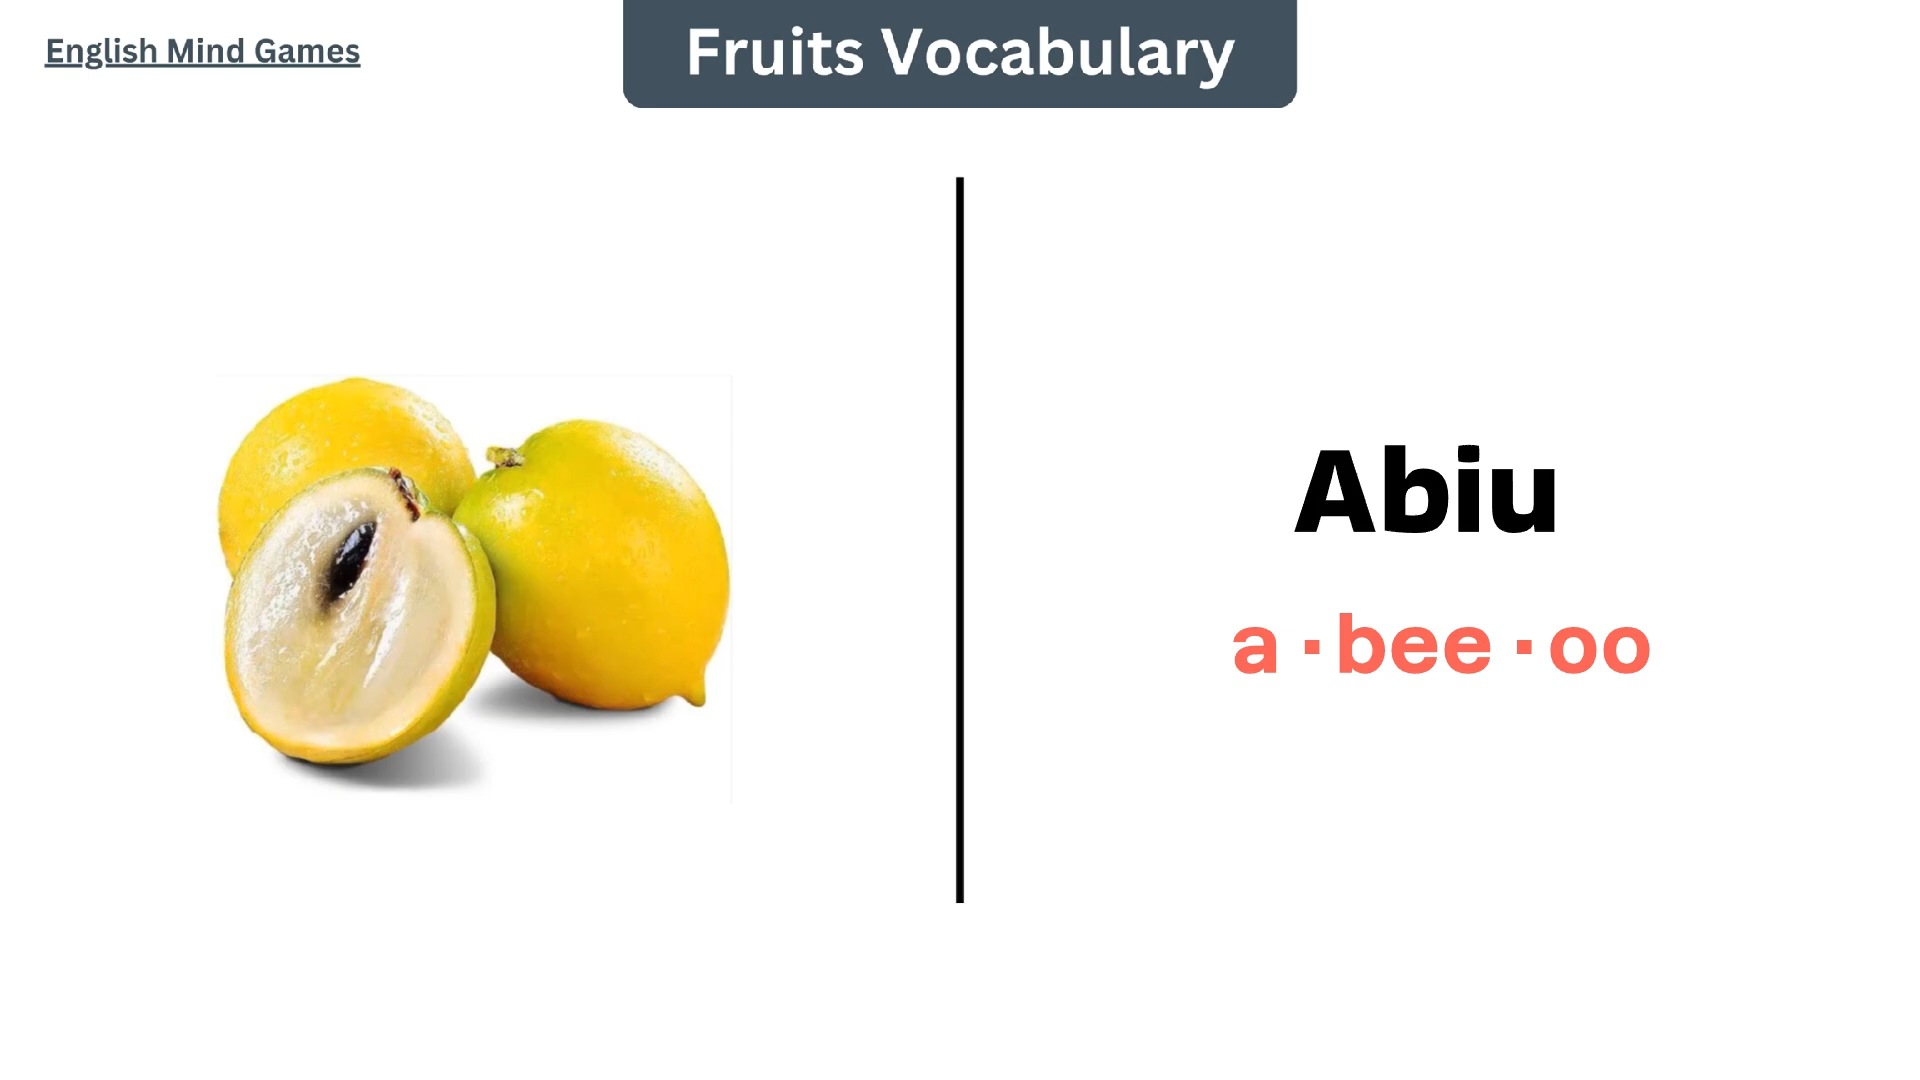 English Mind Games
Fruits Vocabulary
Abiu
a · bee · oo